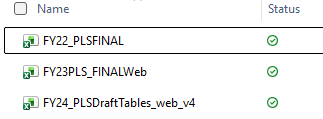 Name Status
FY22_PLSFINAL
FY23PLS_FINALWeb
FY24_PLSDraftTables_web_v4